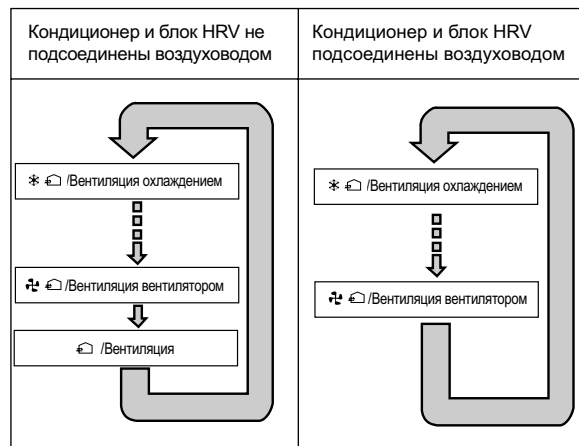 Кондиционер и блок HRV не
подсоединены воздуховодом
Кондиционер и блок HRV
подсоединены воздуховодом
/Вентиляция охлаждением
/Вентиляция вентилятором
/Вентиляция
/Вентиляция охлаждением
/Вентиляция вентилятором